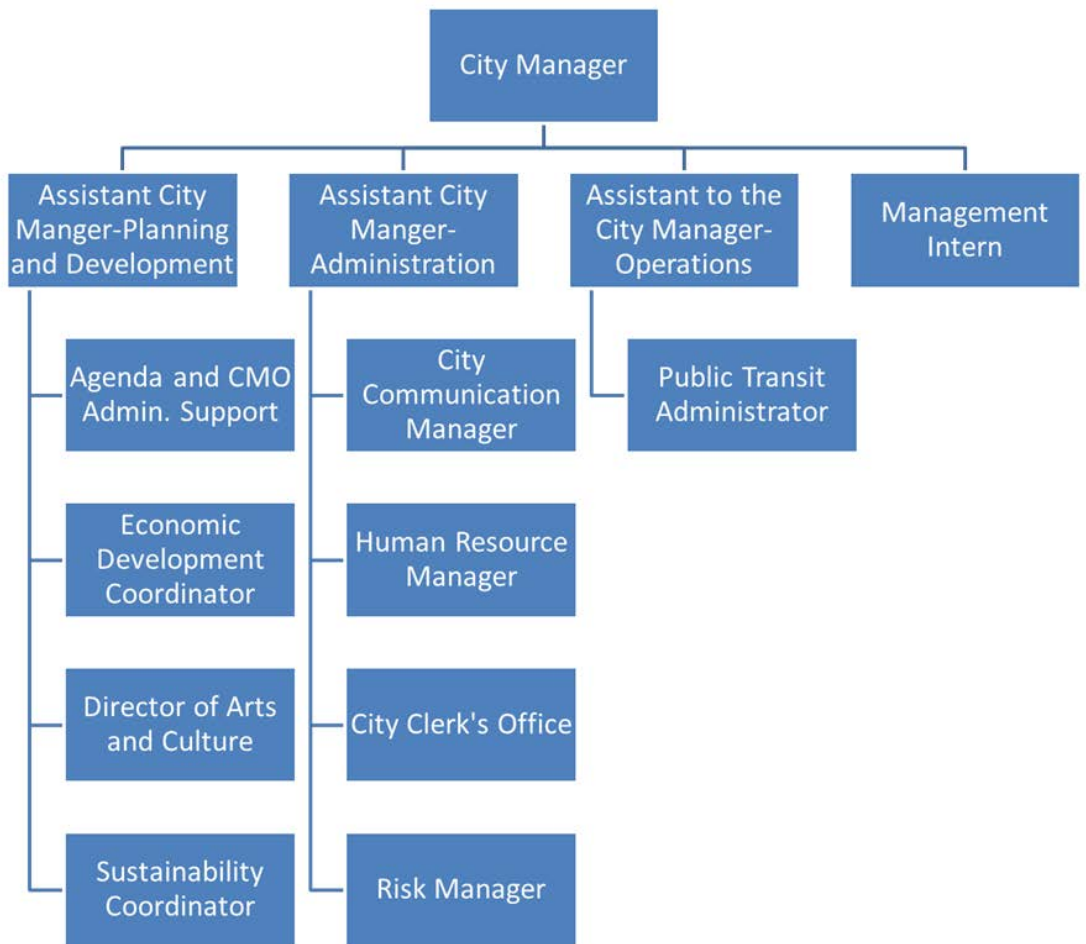 City Manager
Assistant City
Manger-Planning
and Development
Assistant City
Manger-
Administration
Assistant to the
City Manager-
Operations
Management
Intern
Agenda and CMO
Admin. Support
Economic
Development
Coordinator
Director of Arts
and Culture
Sustainability
Coordinator
City
Communication
Manager
Human Resource
Manager
City Clerk's Office
Risk Manager
Public Transit
Administrator